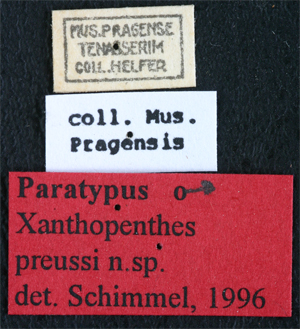 MUS.PRAGENSE
TENASSERIM
COLL.HELFER
coll. Mus.
Pragensis
Paratypus
Xanthopenthes
preussi n.sp.
det. Schimmel, 1996